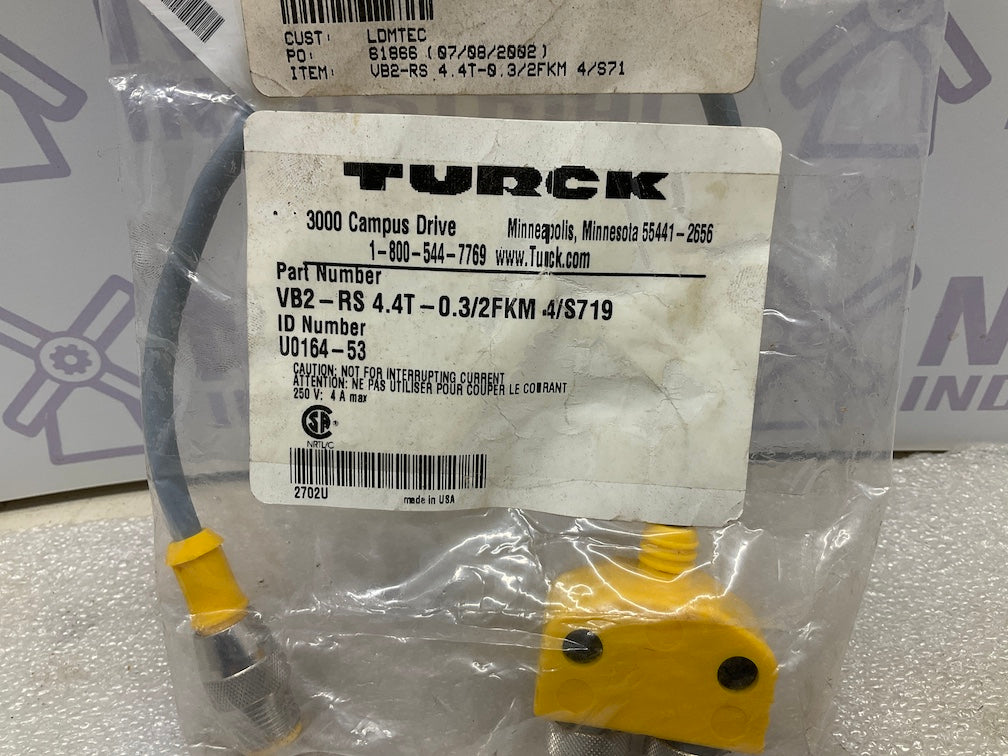 CUST: LDMTEC
PO: 61866 (07/08/2002)
ITEM: VB2-RS 4.4T-0.3/2FKM 4/S71
TURCK
3000 Campus Drive Minneapolis, Minnesota 55441-2656
1-800-544-7769 www.Turck.com
Part Number
VB2-RS 4.4T-0.3/2FKM 4/S719
ID Number
U0164-53
CAUTION: NOT FOR INTERRUPTING CURRENT
ATTENTION: NE PAS UTILISER POUR COUPER LE COURANT
250 V: 4 A max
SA ®
NRTL/C
2702U made in USA
IND